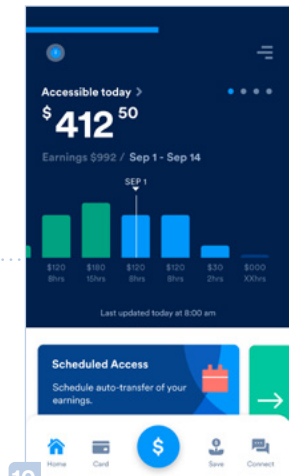 Accessible today >
$412 50
Earnings $992 / Sep 1 - Sep 14
SEP 1
$120 $180 $120 $120 $30 $000
8hrs 15hrs 8hrs 8hrs 2hrs XXhrs
Last updated today at 8:00 am
Scheduled Access
Schedule auto-transfer of your
earnings.
$
Home Card Save Connect